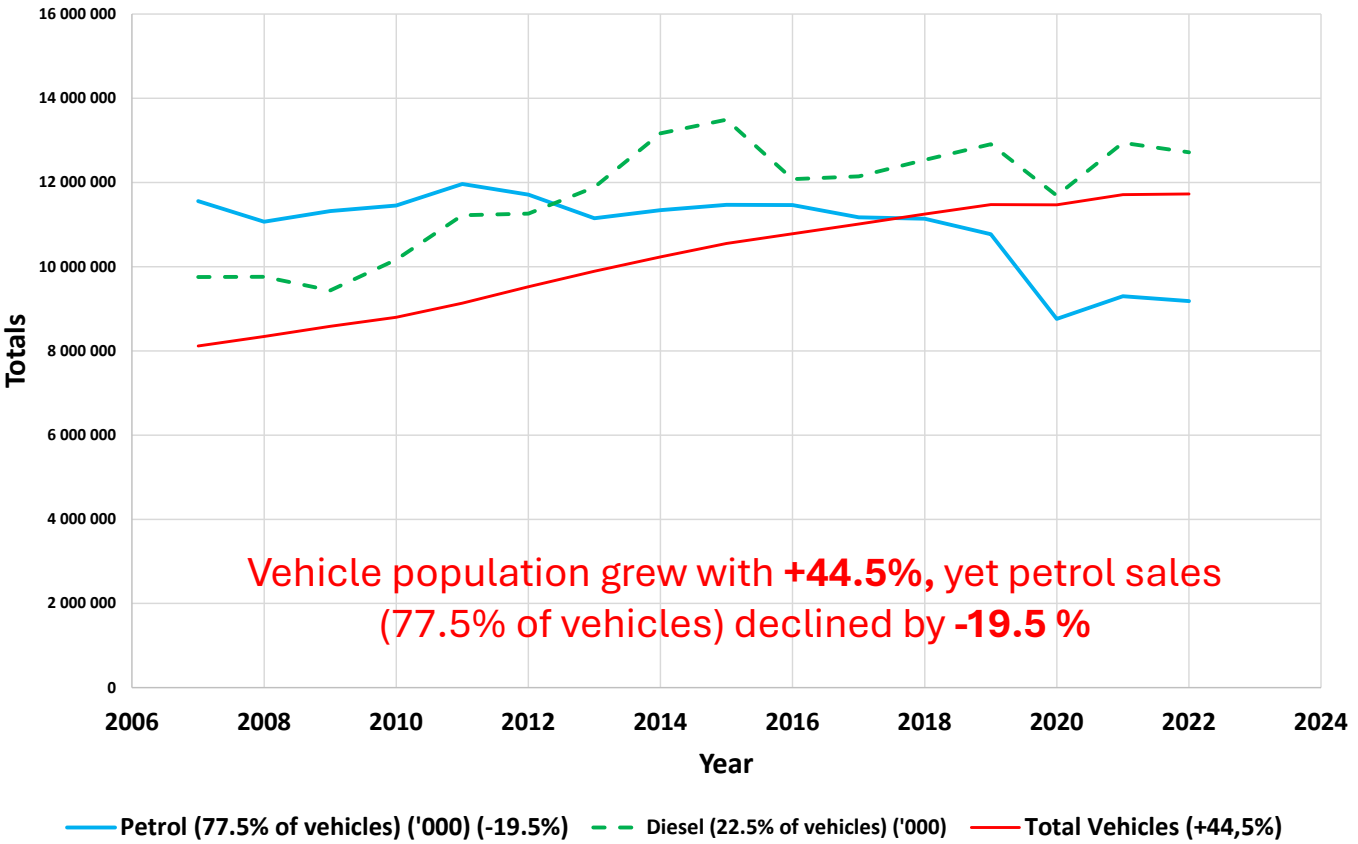 16 000 000
14 000 000
12 000 000
10 000 000
8 000 000
6 000 000
4 000 000
2 000 000
0
Totals
Vehicle population grew with +44.5%, yet petrol sales
(77.5% of vehicles) declined by -19.5 %
2006 2008 2010 2012 2014 2016 2018 2020 2022 2024
Year
Petrol (77.5% of vehicles) ('000) (-19.5%) Diesel (22.5% of vehicles) ('000) Total Vehicles (+44,5%)